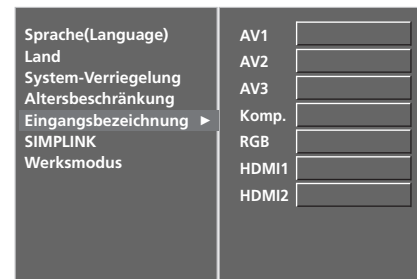 Sprache(Language)
Land
System-Verriegelung
Altersbeschränkung
Eingangsbezeichnung ►
SIMPLINK
Werksmodus
AV1
AV2
AV3
Komp.
RGB
HDMI1
HDMI2